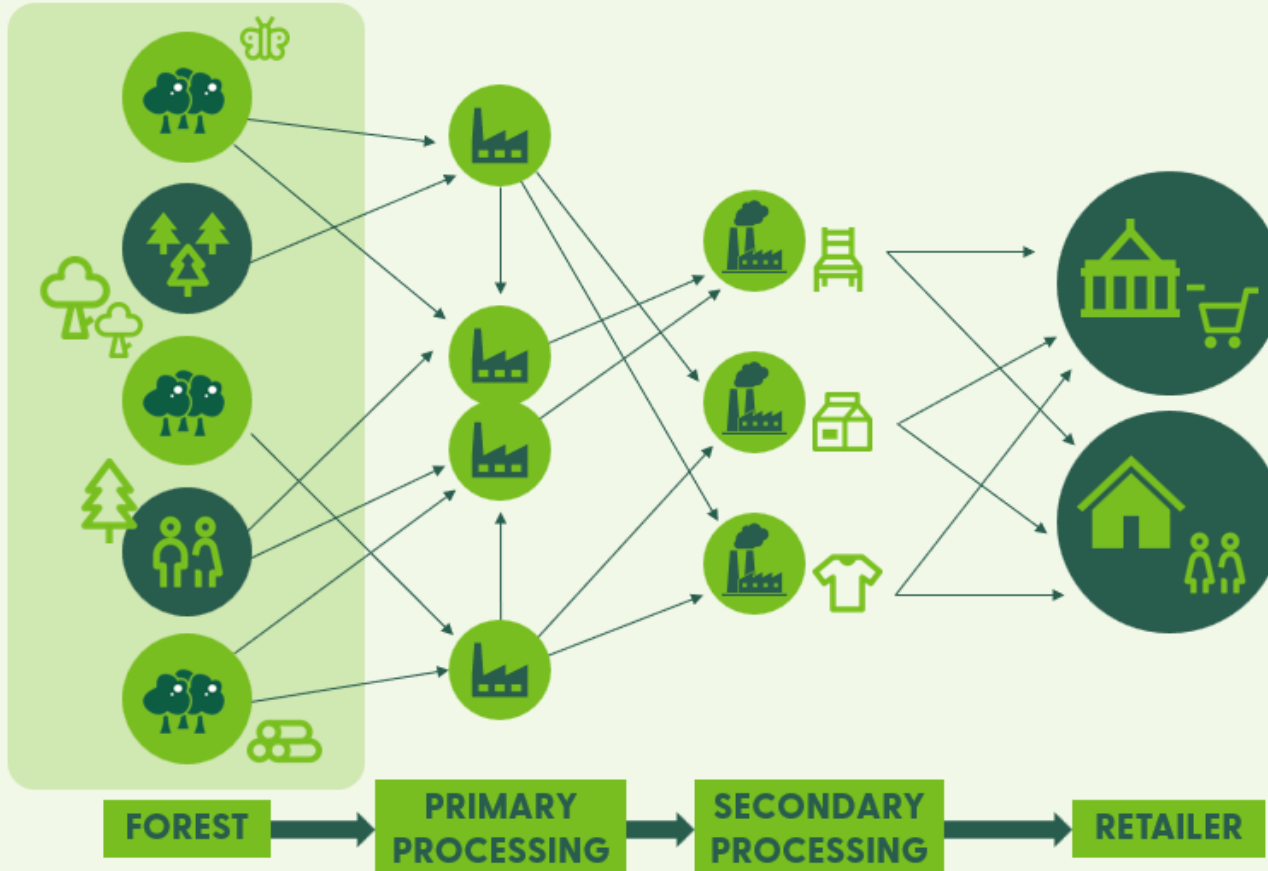 FOREST
PRIMARY
PROCESSING
SECONDARY
PROCESSING
RETAILER